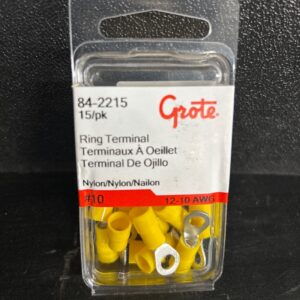 84-2215
15/pk
Grote
Ring Terminal
Terminaux À Oeillet
Terminal De Ojillo
Nylon/Nylon/Nailon
#10 12-10 AWG